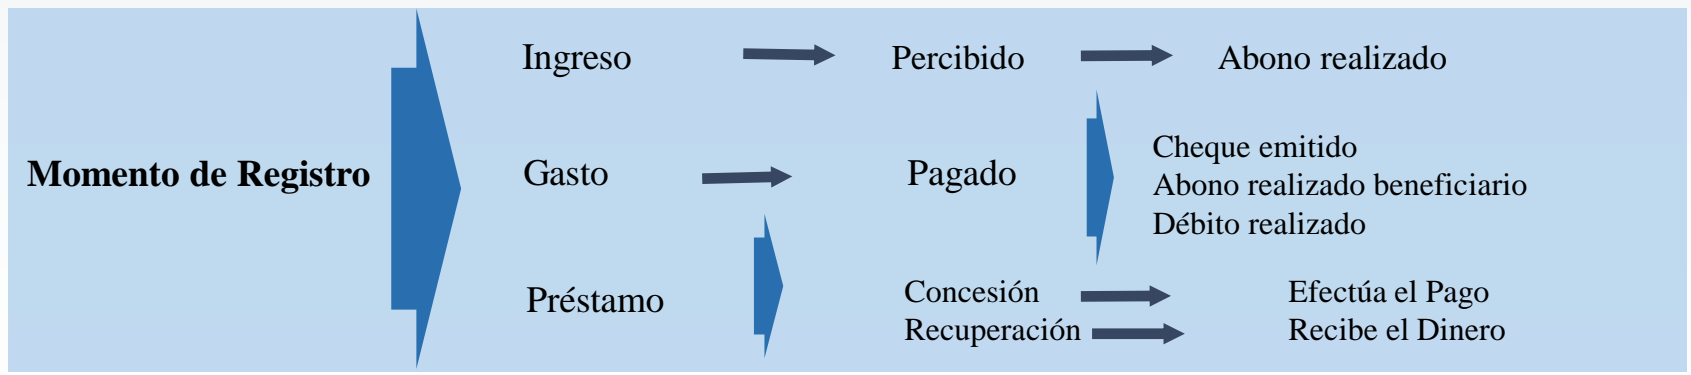 Momento de Registro
Ingreso
Percibido
Abono realizado
Gasto
Pagado
Cheque emitido
Abono realizado beneficiario
Débito realizado
Préstamo
Concesión
Efectúa el Pago
Recuperación
Recibe el Dinero